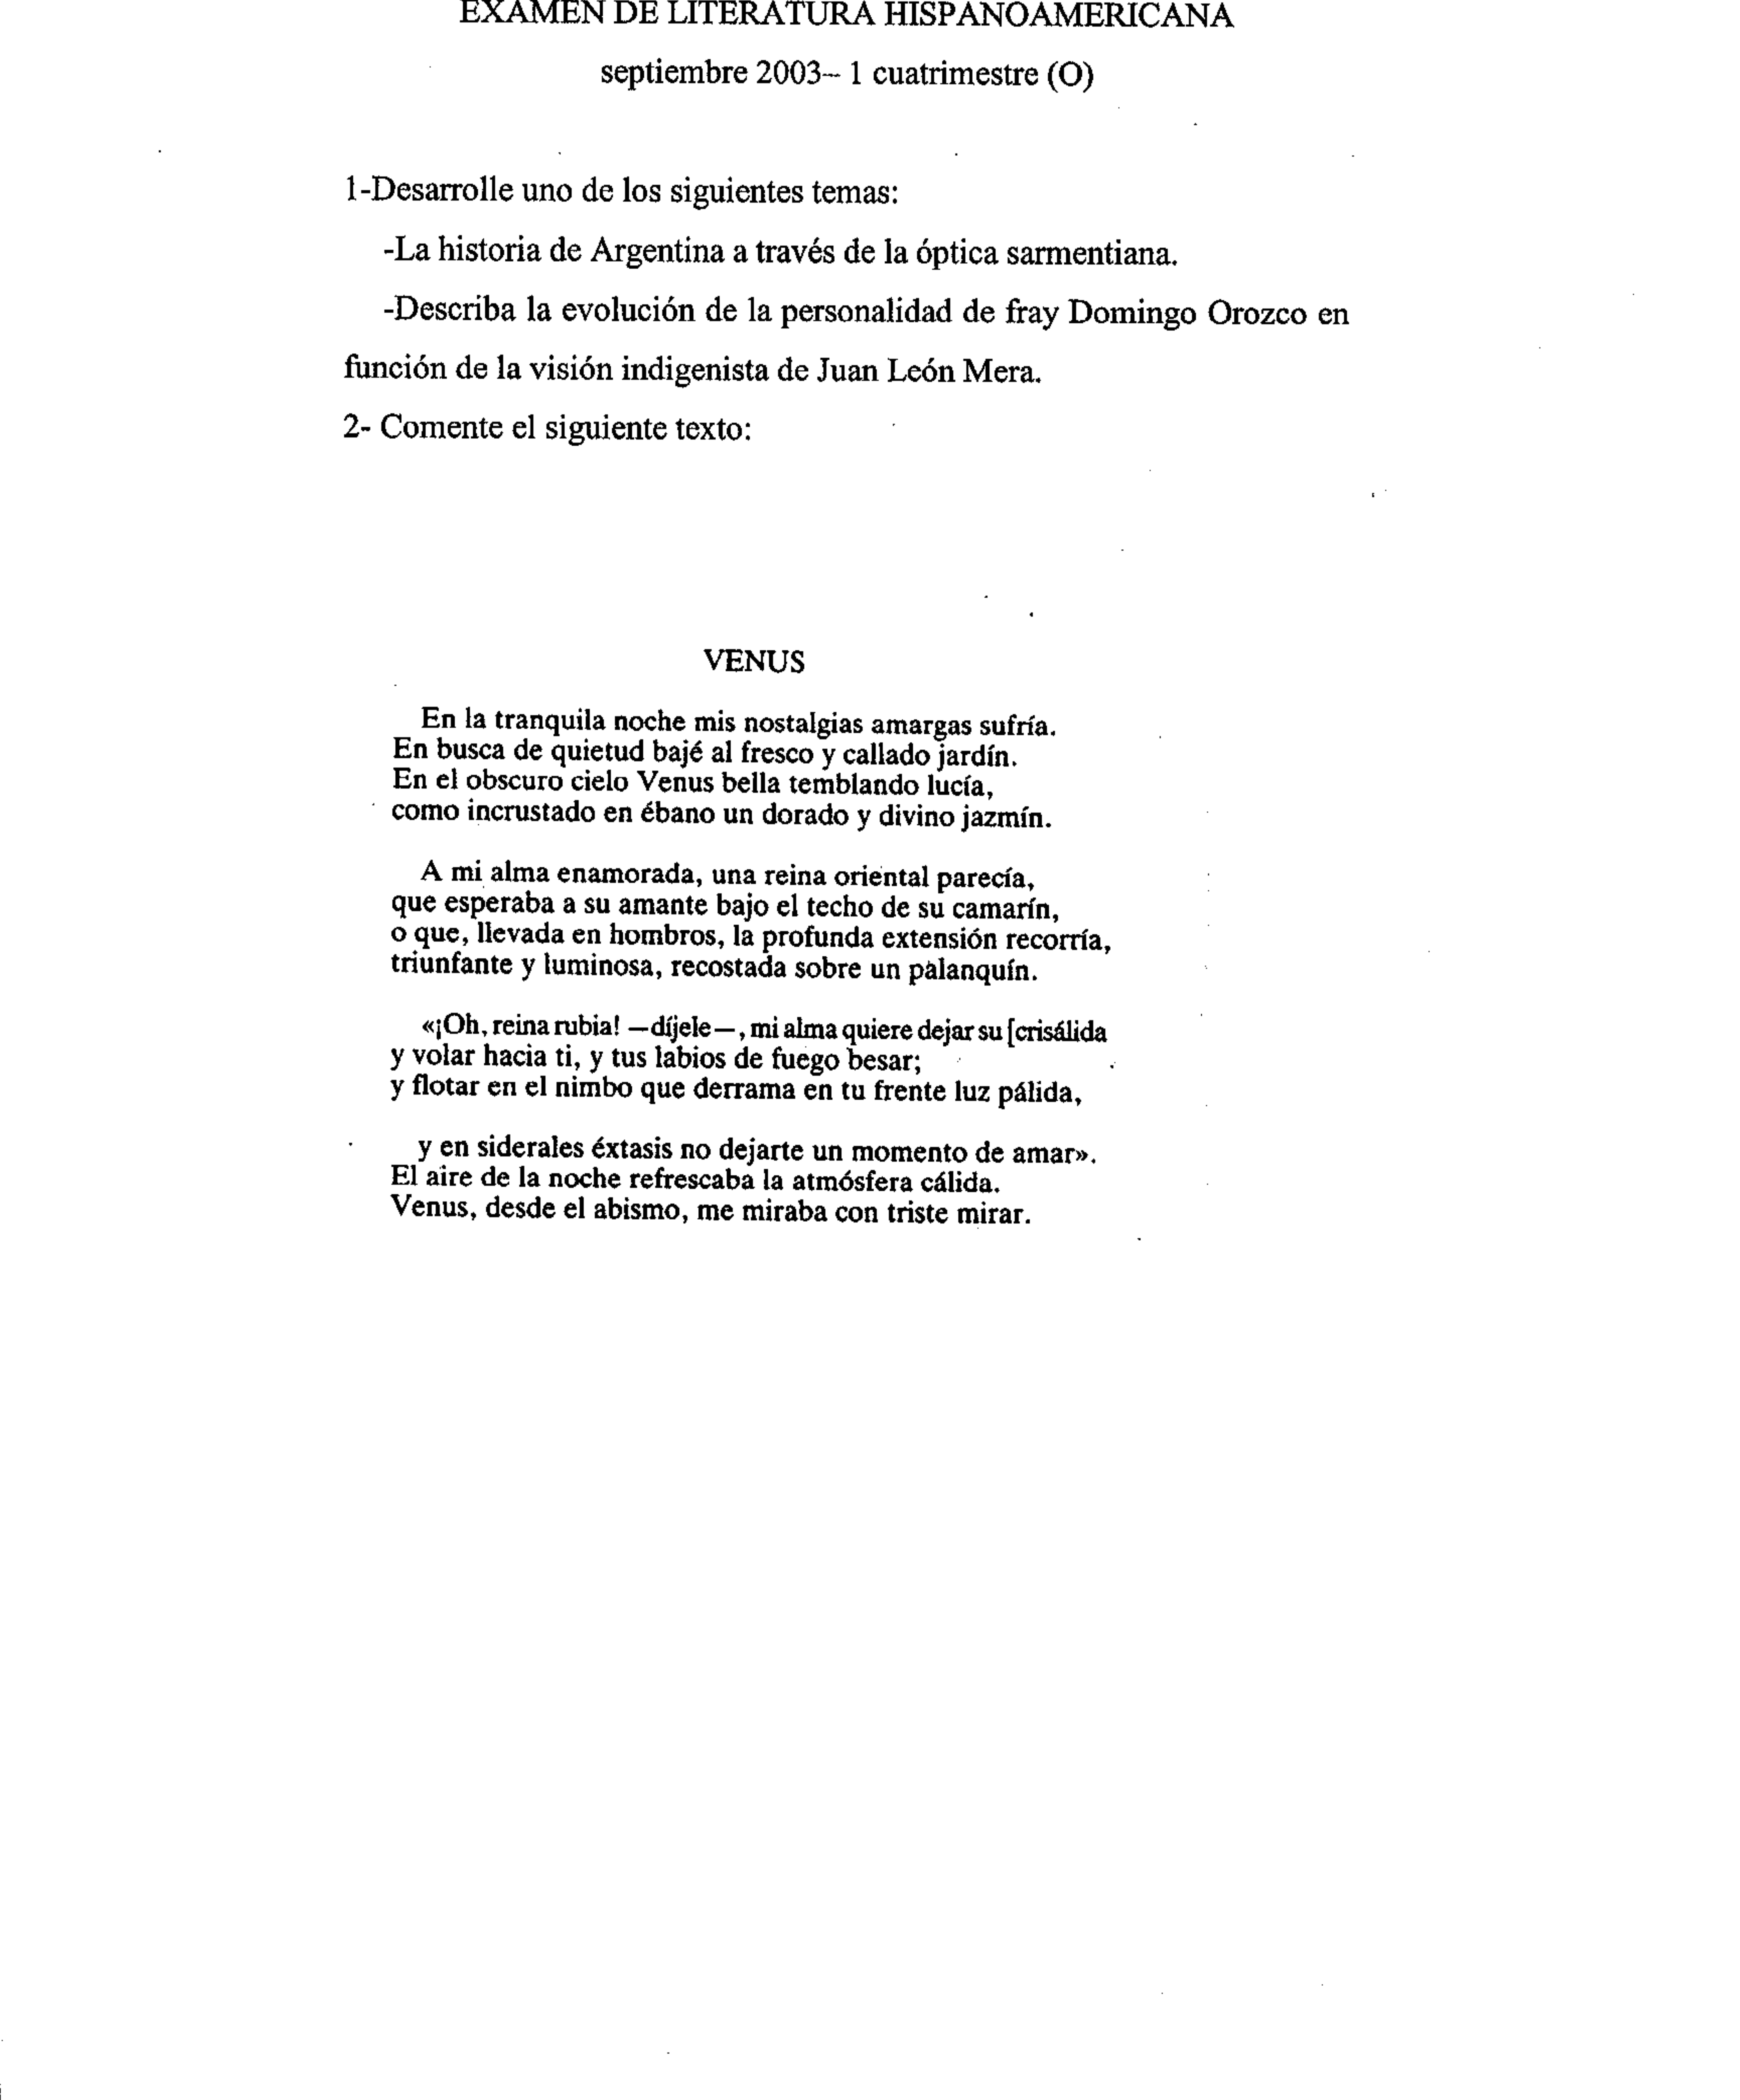 EXAMEN DE LITERATURA HISPANOAMERICANA
septiembre 2003-- 1 cuatrimestre (O)
1-Desarrolle uno de los siguientes temas:
-La historia de Argentina a través de la óptica sarmentiana.
-Describa la evolución de la personalidad de fray Domingo Orozco en
función de la visión indigenista de Juan León Mera.
2- Comente el siguiente texto:
VENUS
En la tranquila noche mis nostalgias amargas sufría.
En busca de quietud bajé al fresco y callado jardín.
En el obscuro cielo Venus bella temblando lucía,
como incrustado en ébano un dorado y divino jazmín.
A mi alma enamorada, una reina oriental parecía,
que esperaba a su amante bajo el techo de su camarín,
o que, llevada en hombros, la profunda extensión recorría,
triunfante y luminosa, recostada sobre un palanquín.
«¡Oh, reina rubia! —díjele—, mi alma quiere dejar su [crisálida
y volar hacia ti, y tus labios de fuego besar;
y flotar en el nimbo que derrama en tu frente luz pálida,
y en siderales éxtasis no dejarte un momento de amar».
El aire de la noche refrescaba la atmósfera cálida.
Venus, desde el abismo, me miraba con triste mirar.